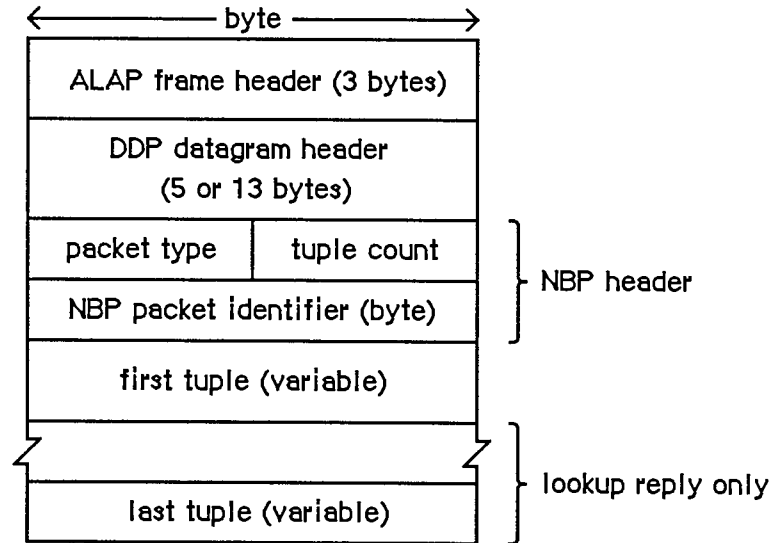 byte
ALAP frame header (3 bytes)
DDP datagram header
(5 or 13 bytes)
packet type
tuple count
NBP header
NBP packet identifier (byte)
first tuple (variable)
lookup reply only
last tuple (variable)